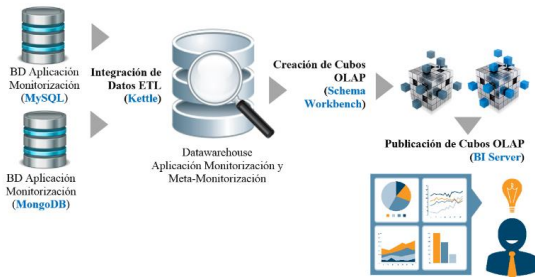 BD Aplicación
Monitorización
(MySQL)
Integración de
Datos ETL
(Kettle)
BD Aplicación
Monitorización
(MongoDB)
Datawarehouse
Aplicación Monitorización y
Meta-Monitorización
Creación de Cubos
OLAP
(Schema
Workbench)
Publicación de Cubos OLAP
(BI Server)